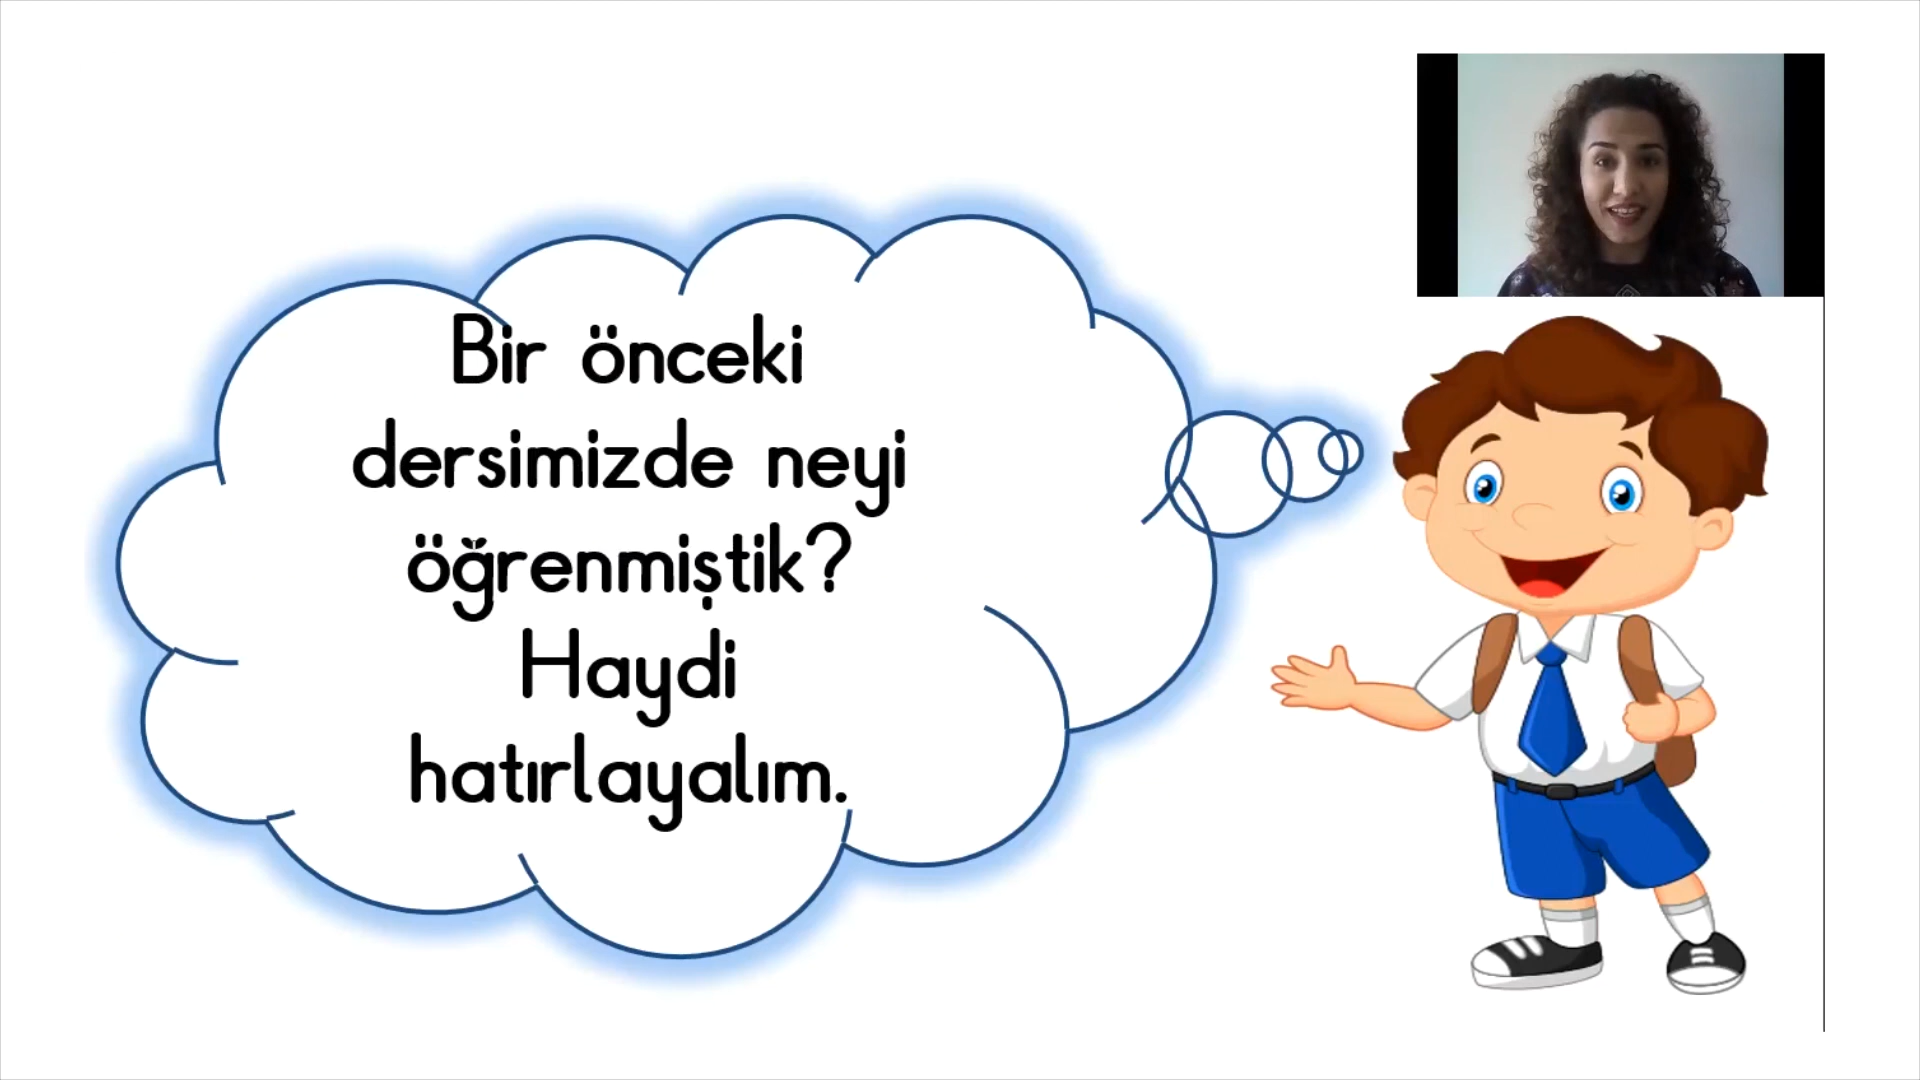 Bir önceki
dersimizde neyi
öğrenmiştik?
Haydi
hatırlayalım.